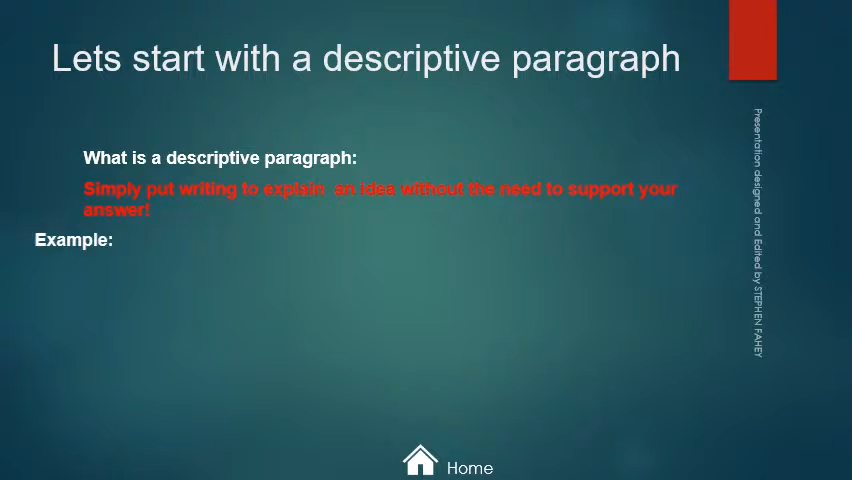 Lets start with a descriptive paragraph
What is a descriptive paragraph:
Simply put writing to explain an idea without the need to support your
answer!
Example:
Presentation designed and Edited by STEPHEN FAHEY
Home